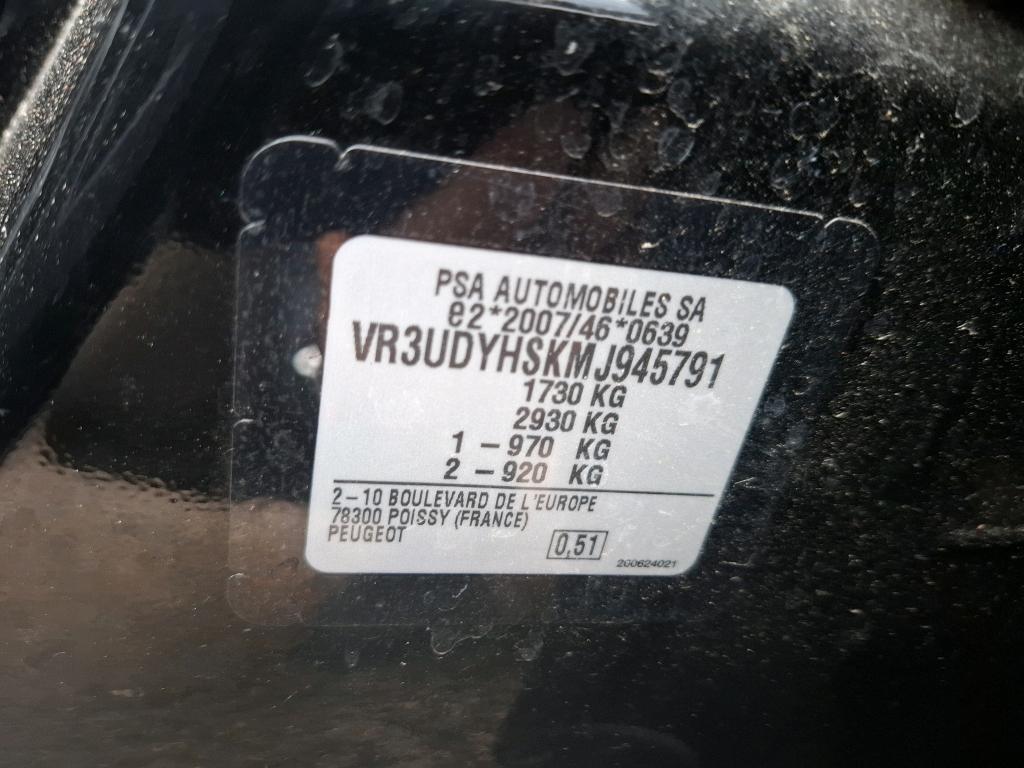 PSA AUTOMOBILES SA
e2*2007/46*0639
VR3UDYHSKMJ945791
1730 KG
2930 KG
1 – 970 KG
2 – 920 KG
2–10 BOULEVARD DE L'EUROPE
78300 POISSY (FRANCE)
PEUGEOT
0,51
200624021